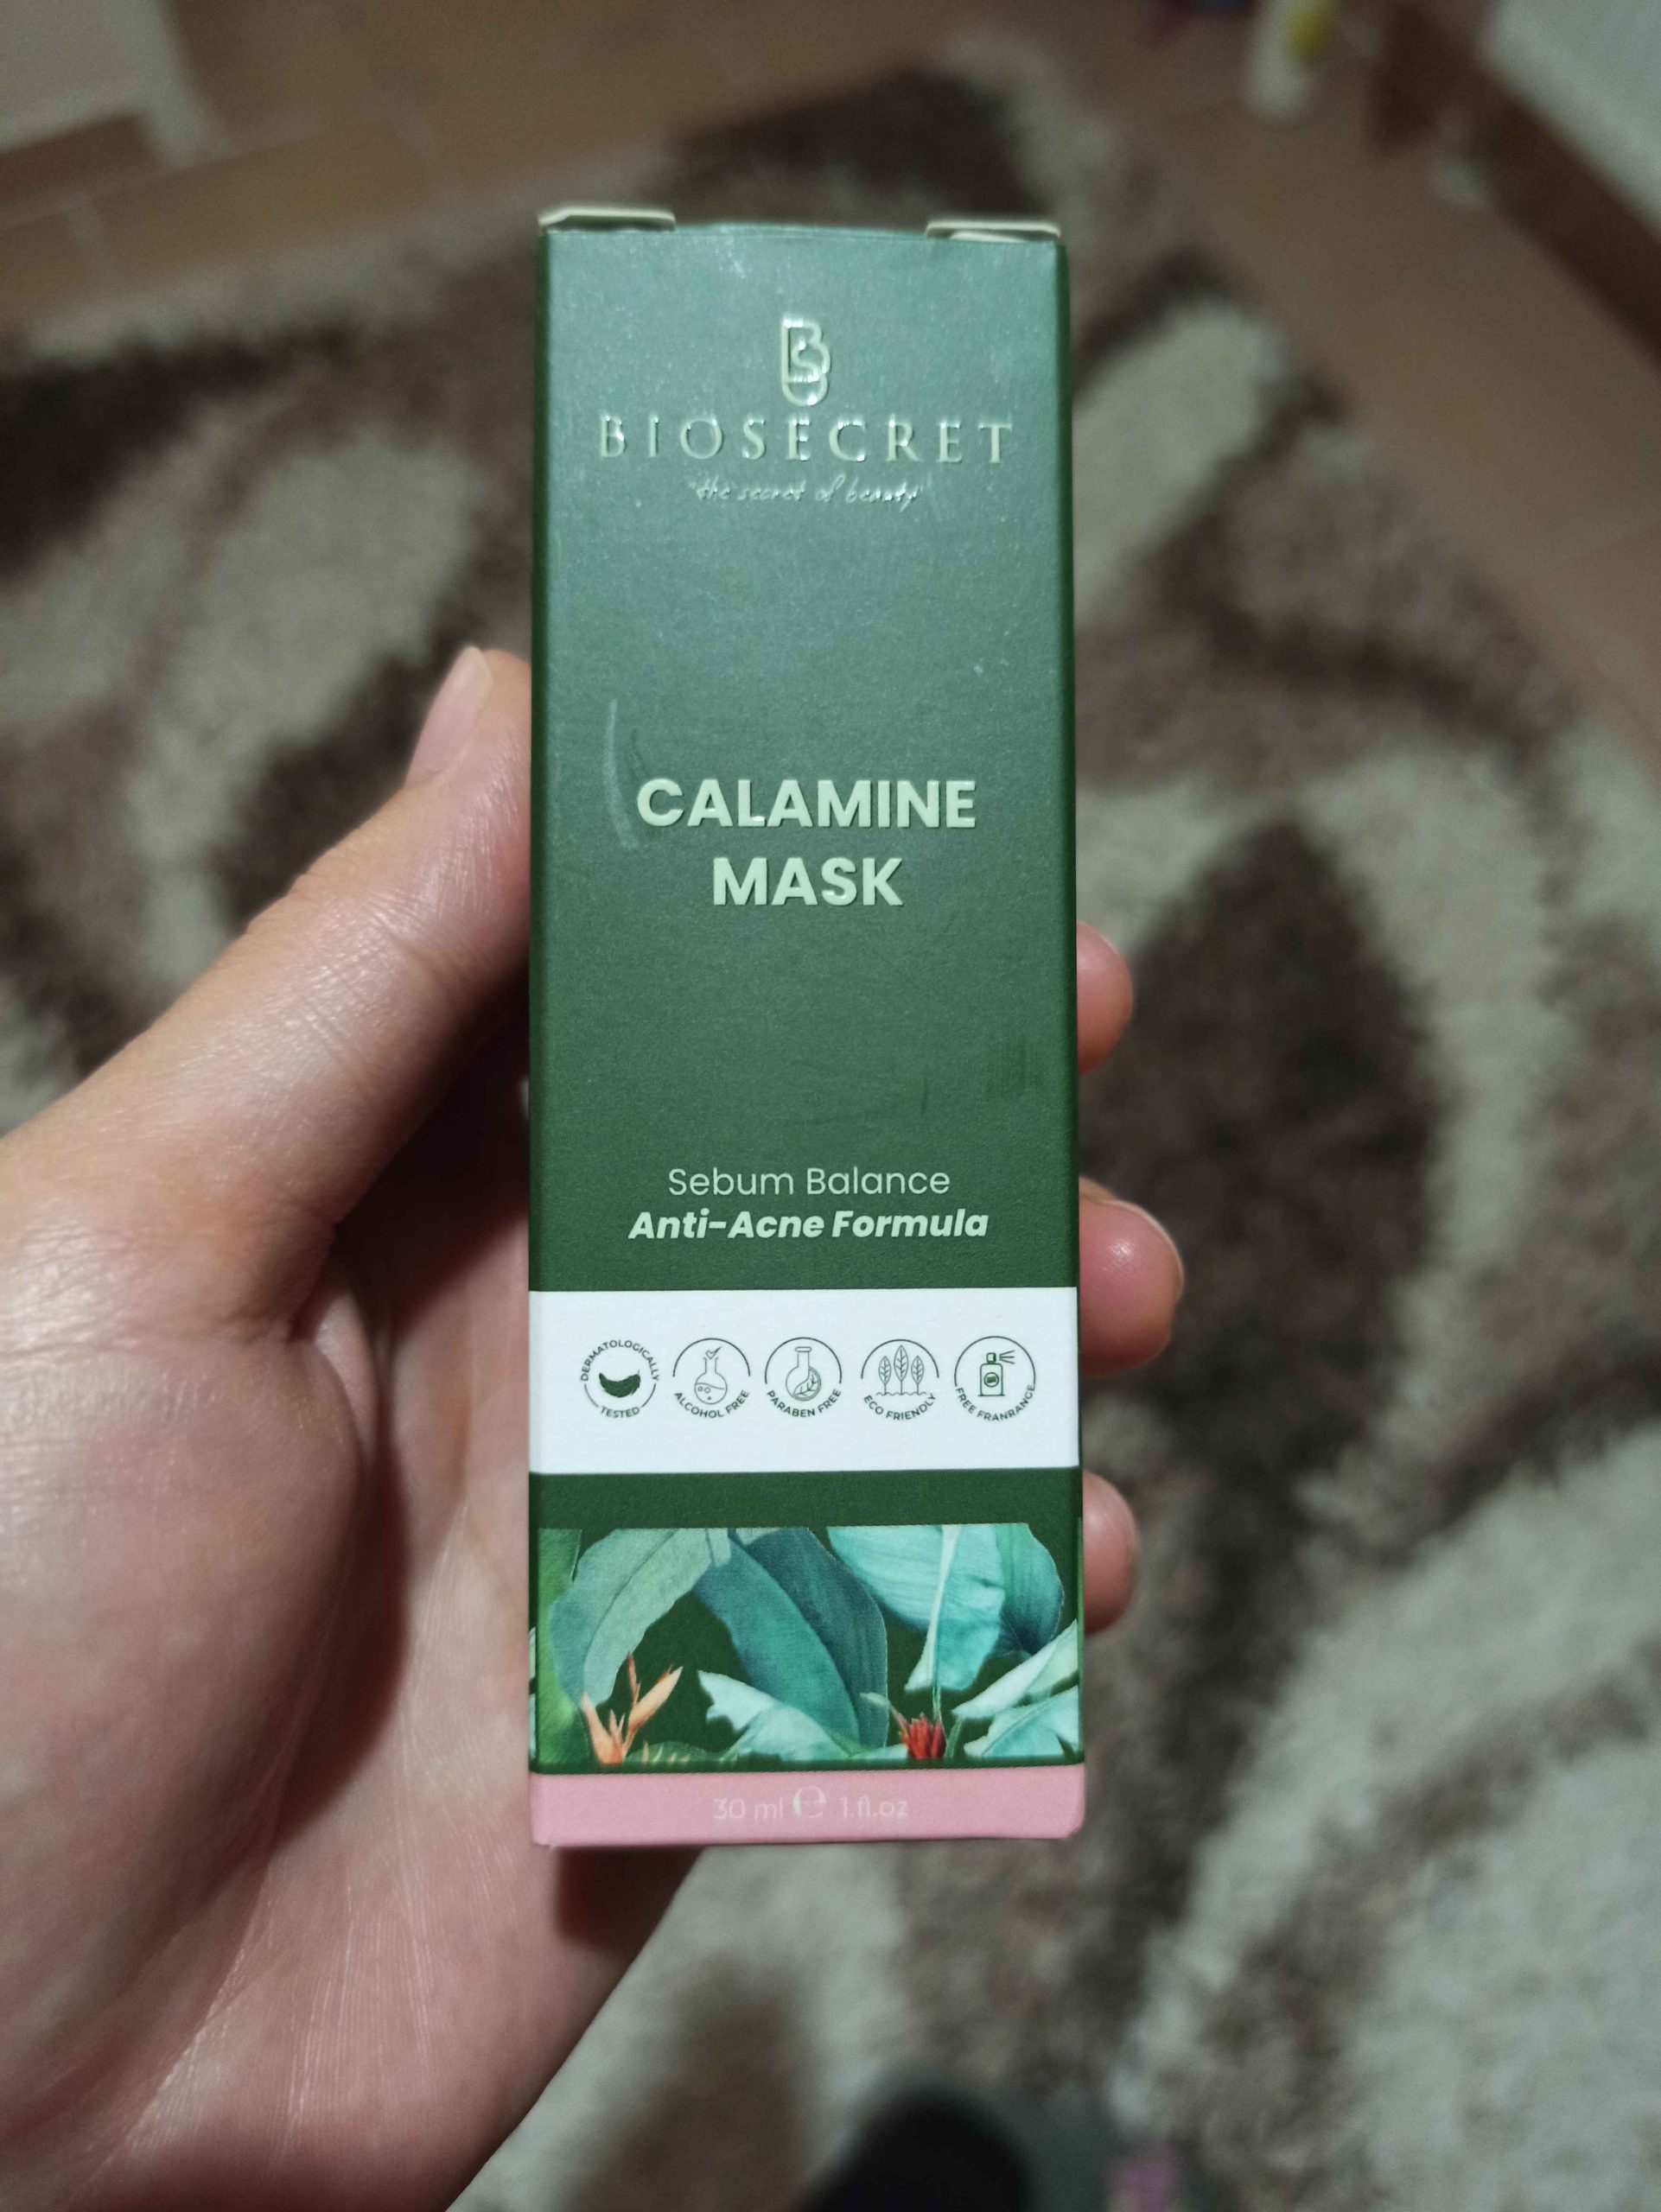 BIOSECRET
"the secret of beauty"
CALAMINE
MASK
Sebum Balance
Anti-Acne Formula
DERMATOLOGICALLY TESTED
ALCOHOL FREE
PARABEN FREE
ECO FRIENDLY
FREE FRANRANGE
30 ml ℮ 1.fl.oz